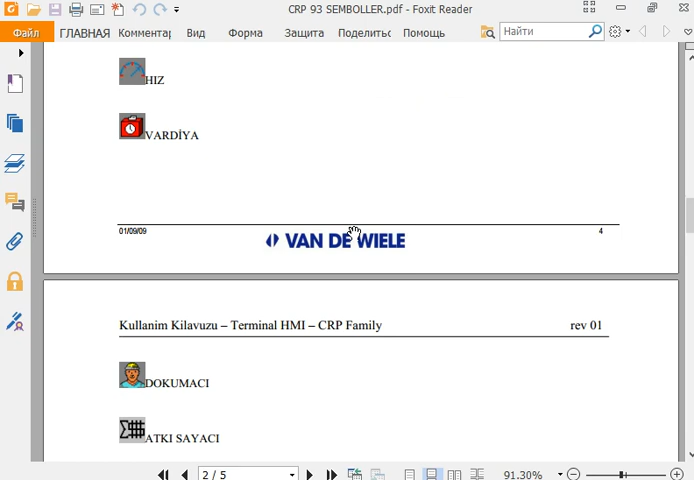 CRP 93 SEMBOLLER.pdf - Foxit Reader
Файл ГЛАВНАЯ Комментар Вид Форма Защита Поделитьс Помощь Найти
HIZ
VARDİYA
01/09/09 4
VAN DE WIELE
Kullanim Kilavuzu – Terminal HMI – CRP Family rev 01
DOKUMACI
ATKI SAYACI
2 / 5 91.30%